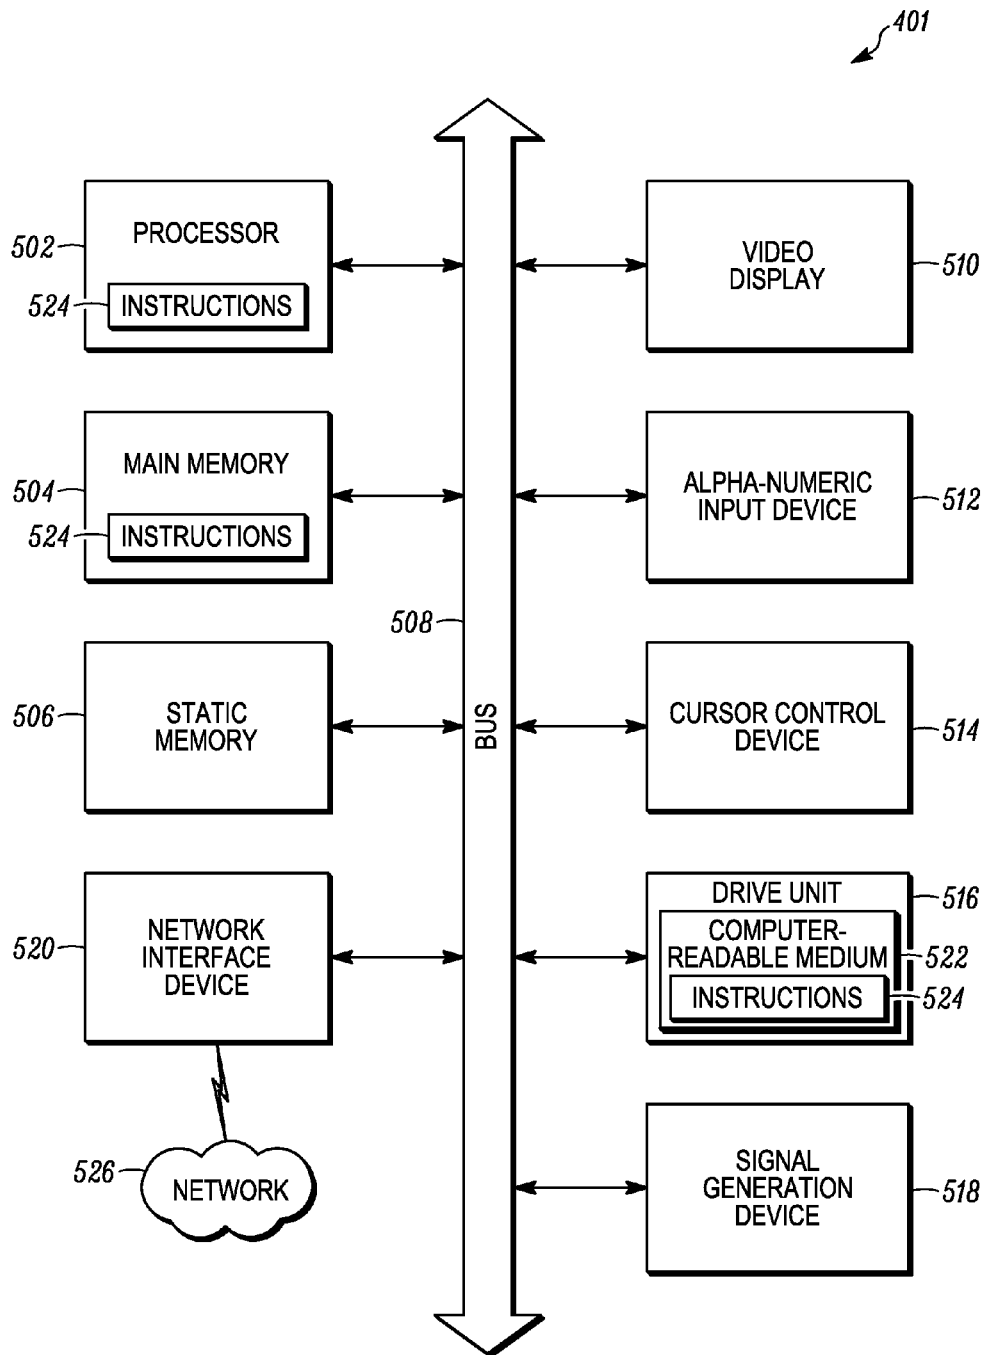 401
PROCESSOR
502
524
INSTRUCTIONS
VIDEO
DISPLAY
510
MAIN MEMORY
504
524
INSTRUCTIONS
ALPHA-NUMERIC
INPUT DEVICE
512
508
BUS
506
STATIC
MEMORY
CURSOR CONTROL
DEVICE
514
520
NETWORK
INTERFACE
DEVICE
DRIVE UNIT
516
COMPUTER-
READABLE MEDIUM
522
INSTRUCTIONS
524
526
NETWORK
SIGNAL
GENERATION
DEVICE
518